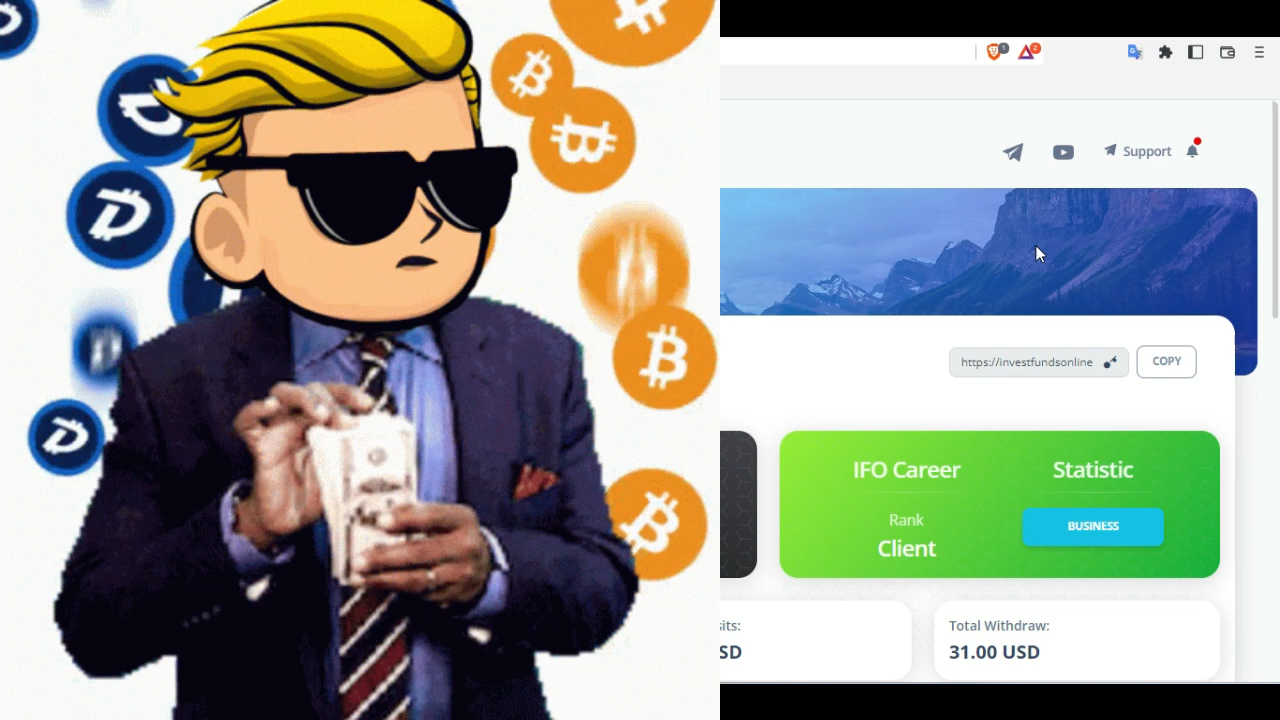 Support
https://investfundsonline
COPY
IFO Career
Statistic
Rank
Client
BUSINESS
sits:
SD
Total Withdraw:
31.00 USD